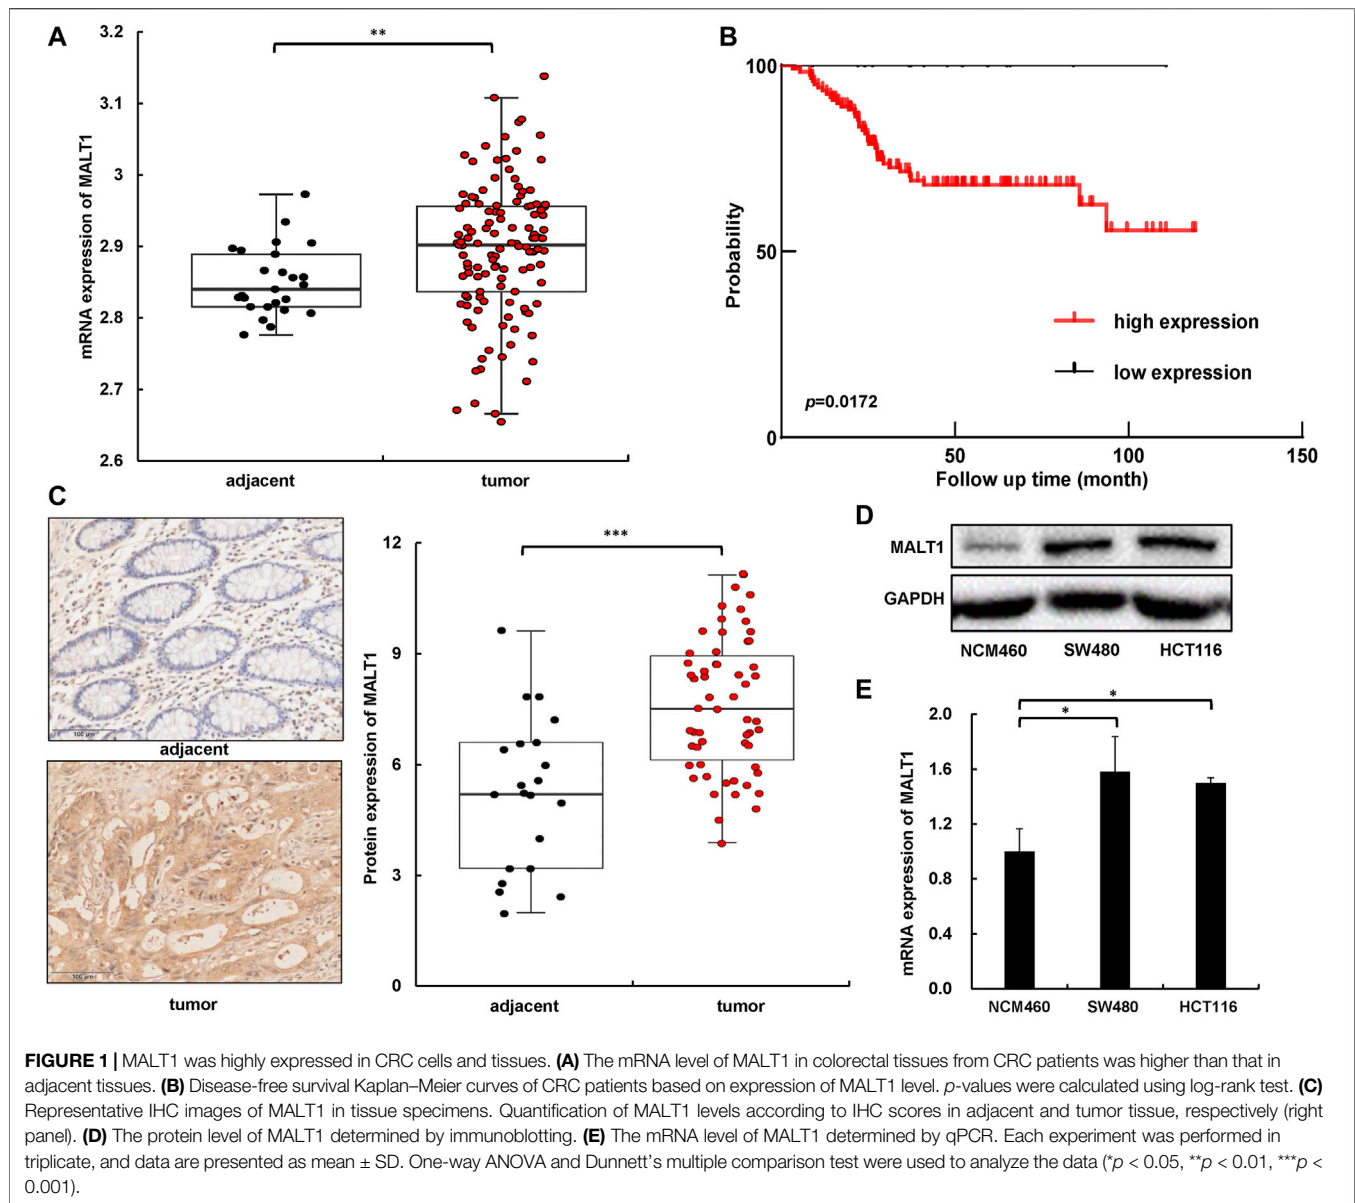 A
B
3.2
3.1
3
2.9
2.8
2.7
2.6
mRNA expression of MALT1
**
adjacent
tumor
100
50
0
Probability
high expression
low expression
p=0.0172
50
100
150
Follow up time (month)
C
100 µm
adjacent
100 µm
tumor
12
9
6
3
0
Protein expression of MALT1
***
adjacent
tumor
D
MALT1
GAPDH
NCM460
SW480
HCT116
E
2.0
1.6
1.2
0.8
0.4
0.0
mRNA expression of MALT1
*
*
NCM460
SW480
HCT116
FIGURE 1 | MALT1 was highly expressed in CRC cells and tissues. (A) The mRNA level of MALT1 in colorectal tissues from CRC patients was higher than that in
adjacent tissues. (B) Disease-free survival Kaplan–Meier curves of CRC patients based on expression of MALT1 level. p-values were calculated using log-rank test. (C)
Representative IHC images of MALT1 in tissue specimens. Quantification of MALT1 levels according to IHC scores in adjacent and tumor tissue, respectively (right
panel). (D) The protein level of MALT1 determined by immunoblotting. (E) The mRNA level of MALT1 determined by qPCR. Each experiment was performed in
triplicate, and data are presented as mean ± SD. One-way ANOVA and Dunnett's multiple comparison test were used to analyze the data (*p < 0.05, **p < 0.01, ***p <
0.001).